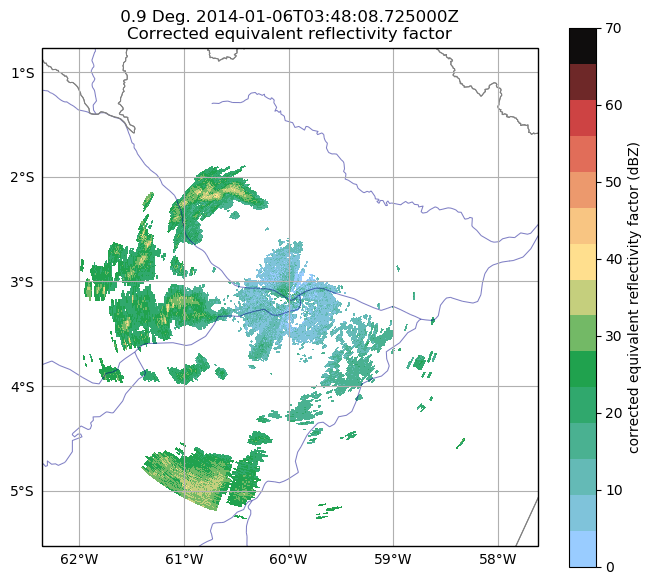 0.9 Deg. 2014-01-06T03:48:08.725000Z
Corrected equivalent reflectivity factor
1°S
2°S
3°S
4°S
5°S
62°W
61°W
60°W
59°W
58°W
70
60
50
40
30
20
10
0
corrected equivalent reflectivity factor (dBZ)